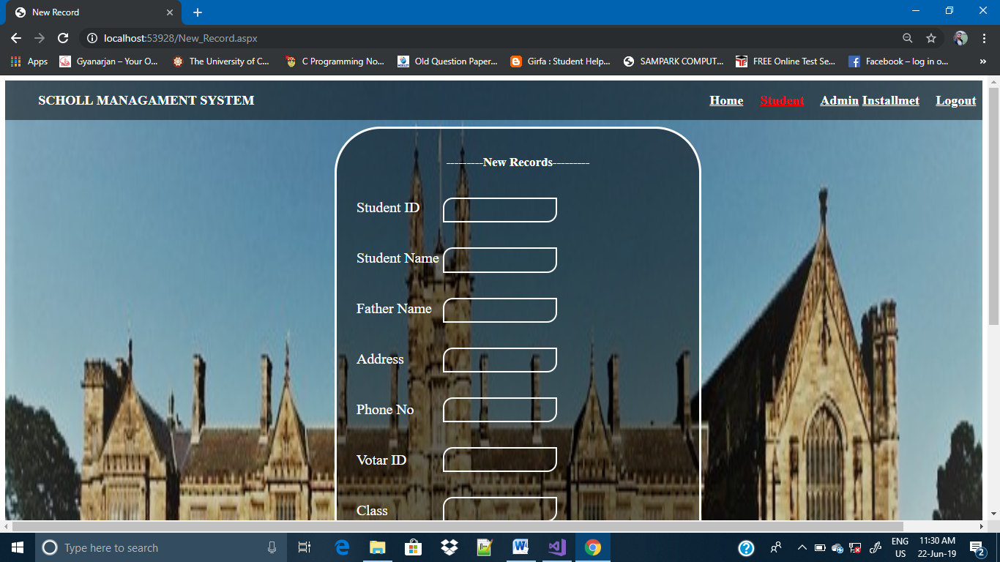 New Record
localhost:53928/New_Record.aspx
Apps Gyanarjan – Your O... The University of C... C Programming No... Old Question Paper... Girfa : Student Help... SAMPARK COMPUT... FREE Online Test Se... Facebook – log in o... »
SCHOLL MANAGAMENT SYSTEM Home Student Admin Installmet Logout
---------New Records---------
Student ID
Student Name
Father Name
Address
Phone No
Votar ID
Class
Type here to search
ENG 11:30 AM
US 22-Jun-19 2